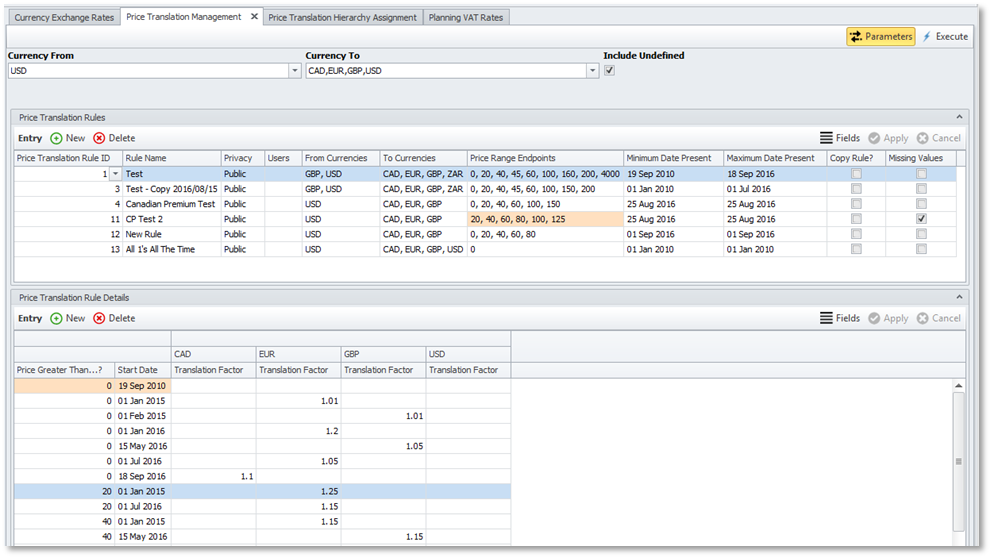 Currency Exchange Rates Price Translation Management Price Translation Hierarchy Assignment Planning VAT Rates
Parameters Execute
Currency From Currency To Include Undefined
USD CAD,EUR,GBP,USD
Price Translation Rules
Entry New Delete Fields Apply Cancel
Price Translation Rule ID Rule Name Privacy Users From Currencies To Currencies Price Range Endpoints Minimum Date Present Maximum Date Present Copy Rule? Missing Values
1 Test Public GBP, USD CAD, EUR, GBP, ZAR 0, 20, 40, 45, 60, 100, 160, 200, 4000 19 Sep 2010 18 Sep 2016
3 Test - Copy 2016/08/15 Public GBP, USD CAD, EUR, GBP, ZAR 0, 20, 40, 45, 60, 100, 150, 200 01 Jan 2010 01 Jul 2016
4 Canadian Premium Test Public USD CAD, EUR, GBP 0, 20, 40, 60, 100, 150 25 Aug 2016 25 Aug 2016
11 CP Test 2 Public USD CAD, EUR, GBP 20, 40, 60, 80, 100, 125 25 Aug 2016 25 Aug 2016
12 New Rule Public USD CAD, EUR, GBP 0, 20, 40, 60, 80 01 Sep 2016 01 Sep 2016
13 All 1's All The Time Public USD CAD, EUR, GBP, USD 0 01 Jan 2010 01 Jan 2010
Price Translation Rule Details
Entry New Delete Fields Apply Cancel
CAD EUR GBP USD
Price Greater Than...? Start Date Translation Factor Translation Factor Translation Factor Translation Factor
0 19 Sep 2010
0 01 Jan 2015 1.01
0 01 Feb 2015 1.01
0 01 Jan 2016 1.2
0 15 May 2016 1.05
0 01 Jul 2016 1.05
0 18 Sep 2016 1.1
20 01 Jan 2015 1.25
20 01 Jul 2016 1.15
40 01 Jan 2015 1.15
40 15 May 2016 1.15